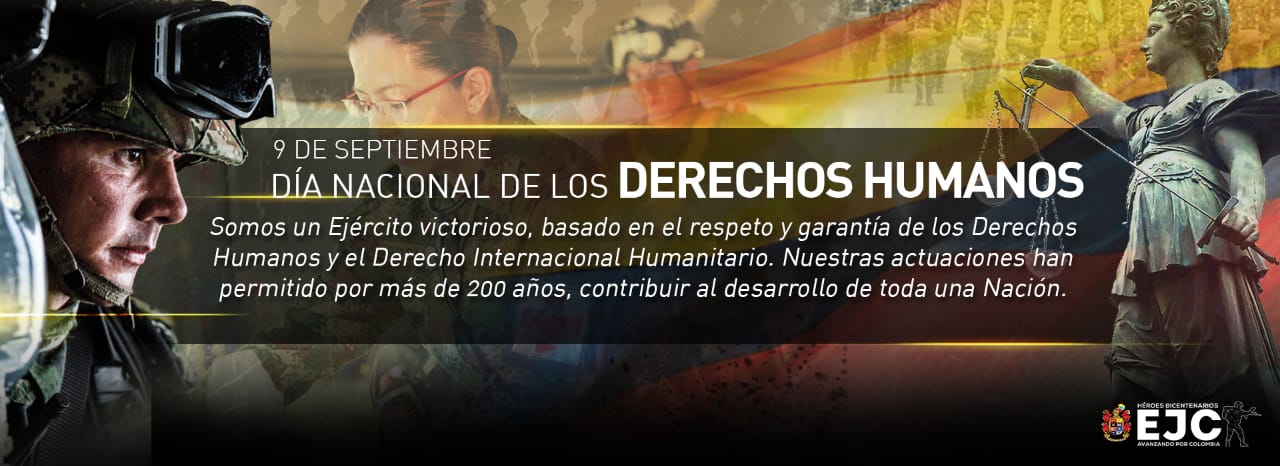 9 DE SEPTIEMBRE
DÍA NACIONAL DE LOS DERECHOS HUMANOS
Somos un Ejército victorioso, basado en el respeto y garantía de los Derechos
Humanos y el Derecho Internacional Humanitario. Nuestras actuaciones han
permitido por más de 200 años, contribuir al desarrollo de toda una Nación.
HÉROES BICENTENARIOS
EJC
AVANZANDO POR COLOMBIA